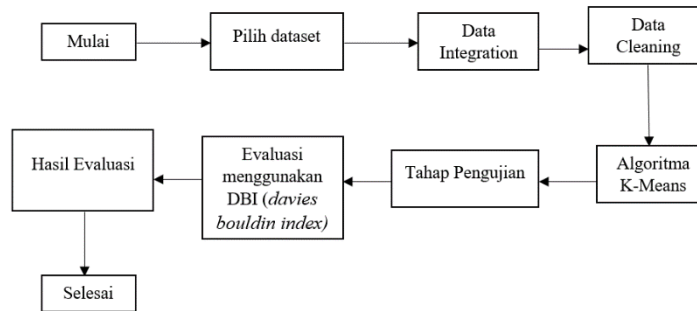 Mulai
Pilih dataset
Data
Integration
Data
Cleaning
Algoritma
K-Means
Tahap Pengujian
Evaluasi
menggunakan
DBI (davies
bouldin index)
Hasil Evaluasi
Selesai